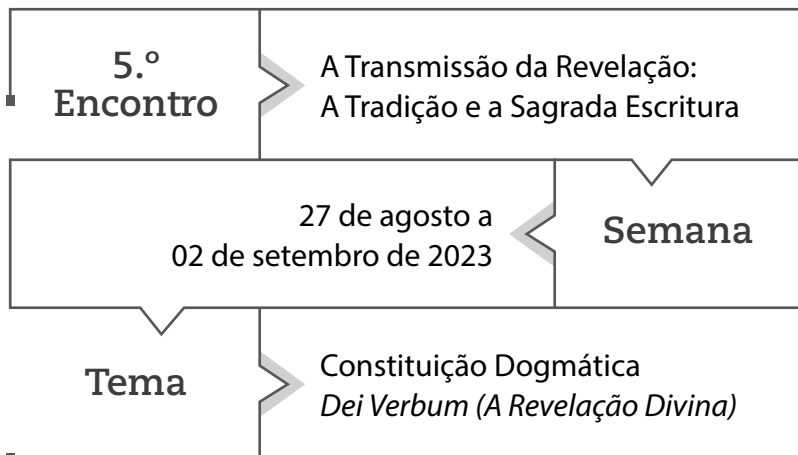 5.º
Encontro
A Transmissão da Revelação:
A Tradição e a Sagrada Escritura
Semana
27 de agosto a
02 de setembro de 2023
Tema
Constituição Dogmática
Dei Verbum (A Revelação Divina)